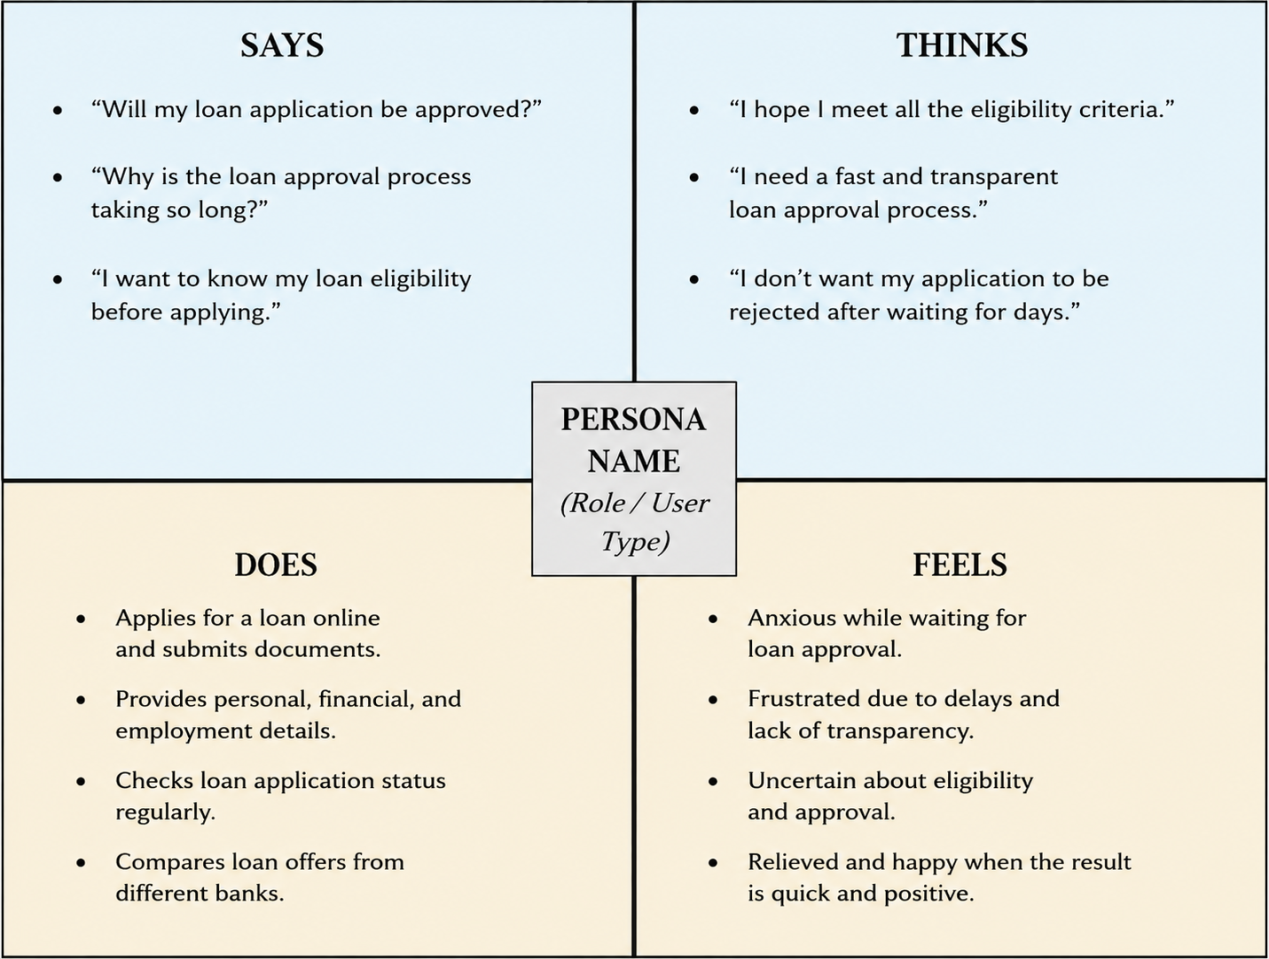 SAYS
• “Will my loan application be approved?”
• “Why is the loan approval process
taking so long?”
• “I want to know my loan eligibility
before applying.”
THINKS
• “I hope I meet all the eligibility criteria.”
• “I need a fast and transparent
loan approval process.”
• “I don’t want my application to be
rejected after waiting for days.”
PERSONA
NAME
(Role / User
Type)
DOES
• Applies for a loan online
and submits documents.
• Provides personal, financial, and
employment details.
• Checks loan application status
regularly.
• Compares loan offers from
different banks.
FEELS
• Anxious while waiting for
loan approval.
• Frustrated due to delays and
lack of transparency.
• Uncertain about eligibility
and approval.
• Relieved and happy when the result
is quick and positive.